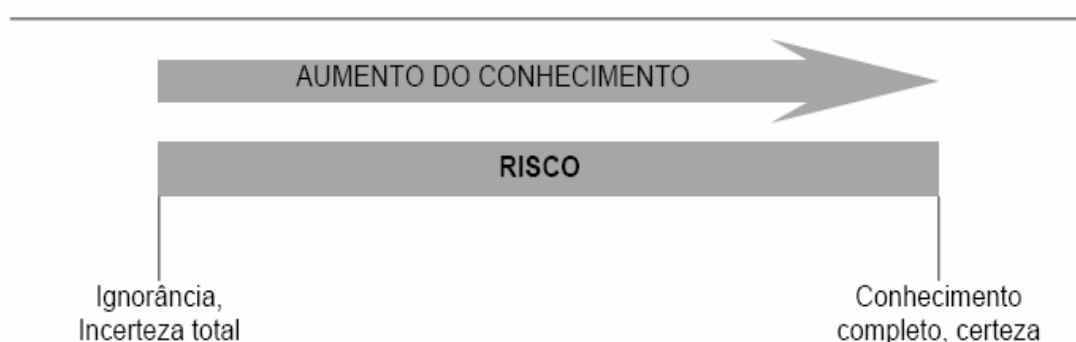 AUMENTO DO CONHECIMENTO
RISCO
Ignorância,
Incerteza total
Conhecimento
completo, certeza